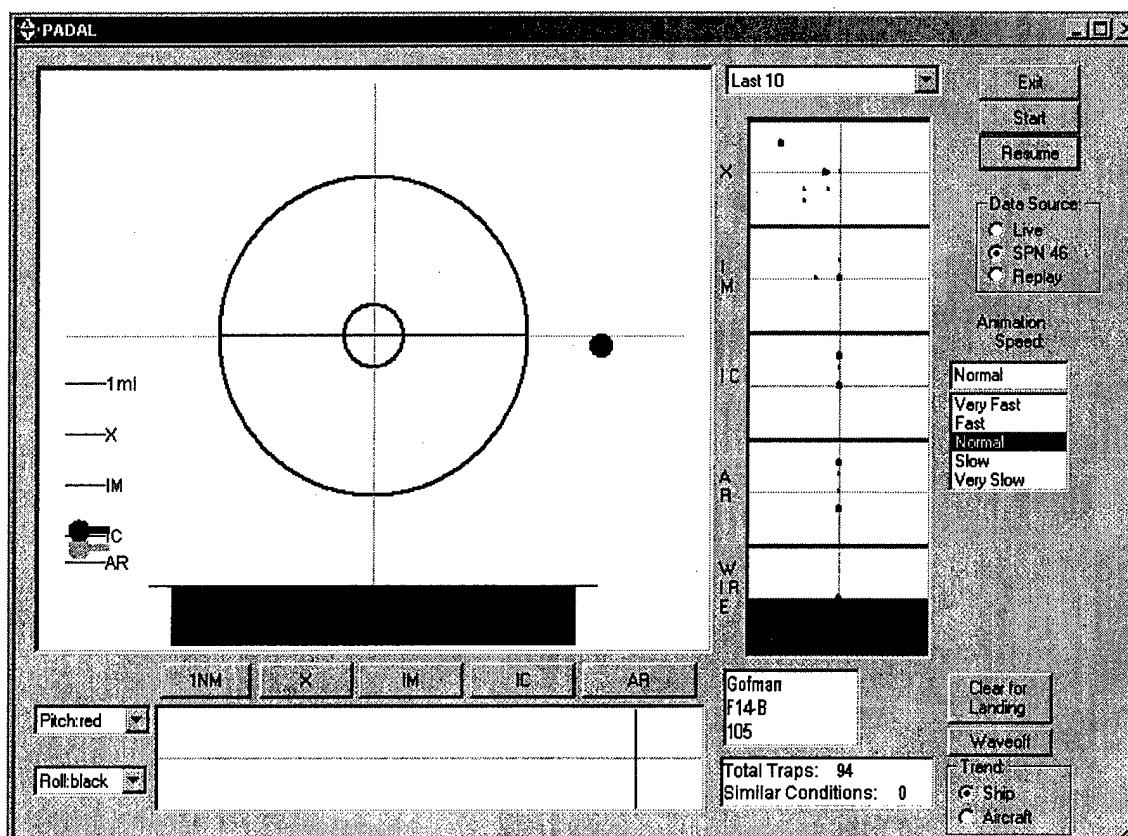 PADAL
Last 10
Exit
Start
Resume
X
Data Source:
Live
SPN 46
Replay
IM
Animation
Speed:
1mi
X
IM
IC
AR
IC
Normal
Very Fast
Fast
Normal
Slow
Very Slow
AR
WIRE
1NM
X
IM
IC
AR
Gofman
F14-B
105
Clear for
Landing
Waveoff
Pitch:red
Roll:black
Total Traps: 94
Similar Conditions: 0
Trend:
Ship
Aircraft